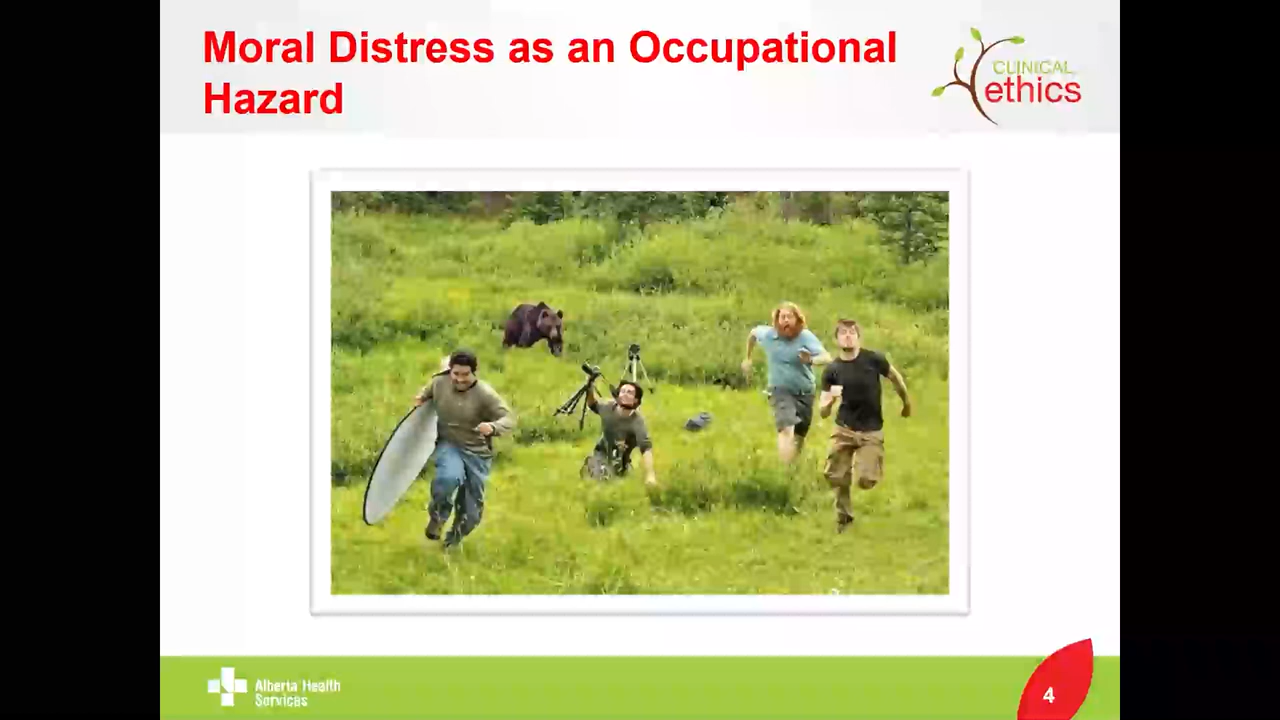 Moral Distress as an Occupational
Hazard
CLINICAL
ethics
Alberta Health
Services
4